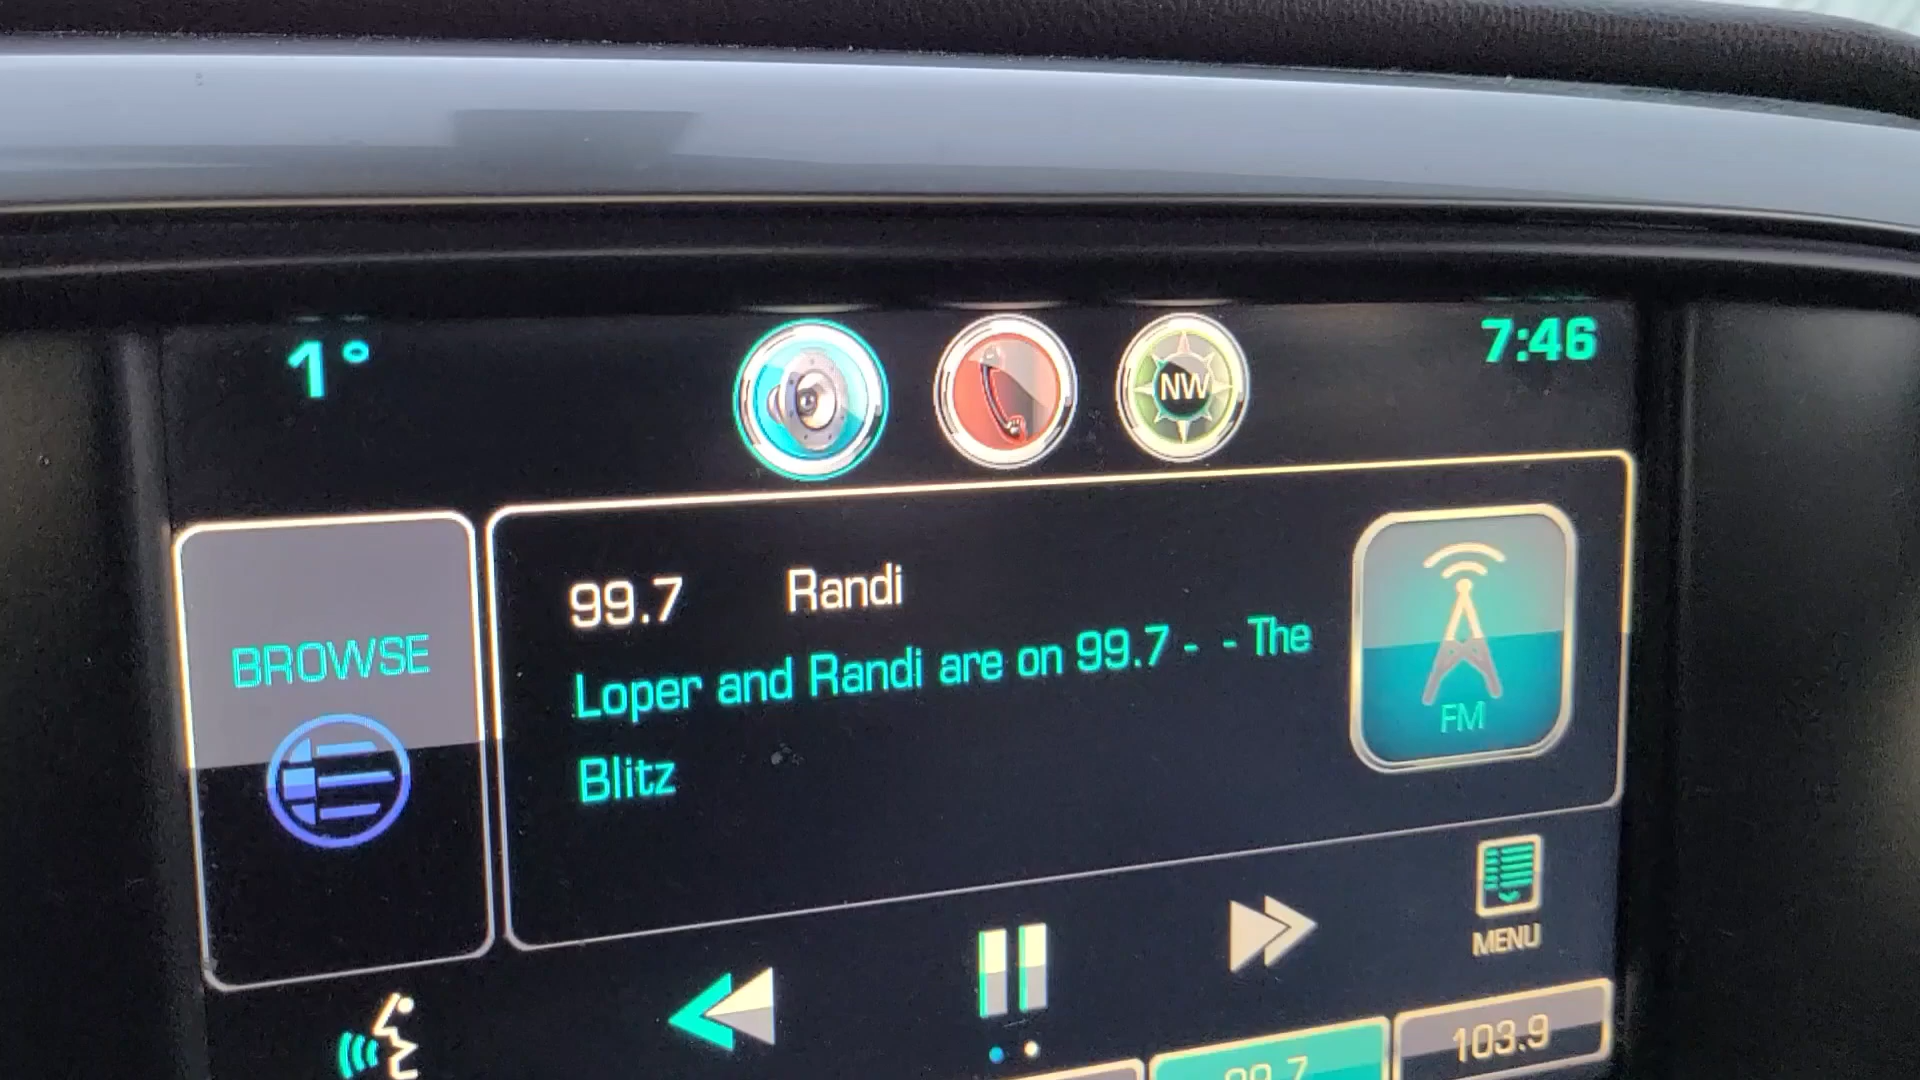 1°
NW
7:46
BROWSE
99.7 Randi
Loper and Randi are on 99.7 - - The
Blitz
FM
MENU
99.7
103.9